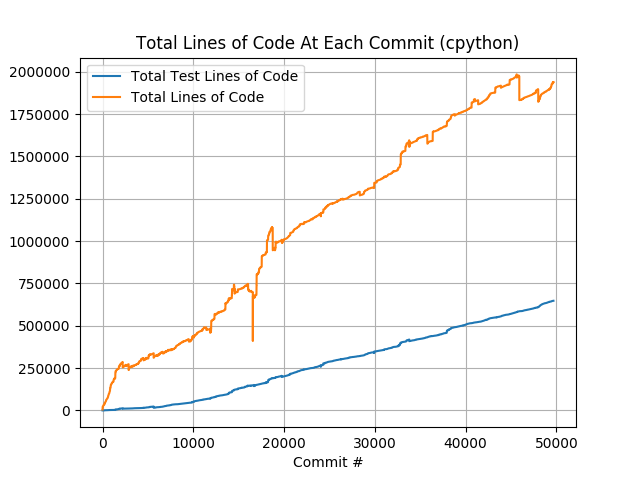 Total Lines of Code At Each Commit (cpython)
Total Test Lines of Code
Total Lines of Code
2000000
1750000
1500000
1250000
1000000
750000
500000
250000
0
0 10000 20000 30000 40000 50000
Commit #